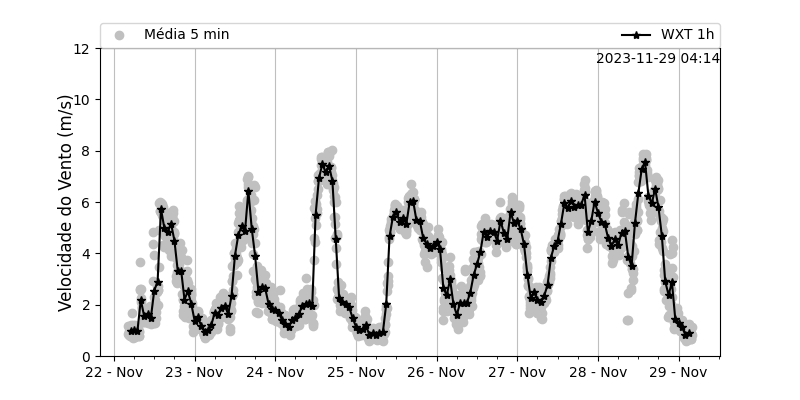 Média 5 min
WXT 1h
2023-11-29 04:14
Velocidade do Vento (m/s)
12
10
8
6
4
2
0
22 - Nov
23 - Nov
24 - Nov
25 - Nov
26 - Nov
27 - Nov
28 - Nov
29 - Nov